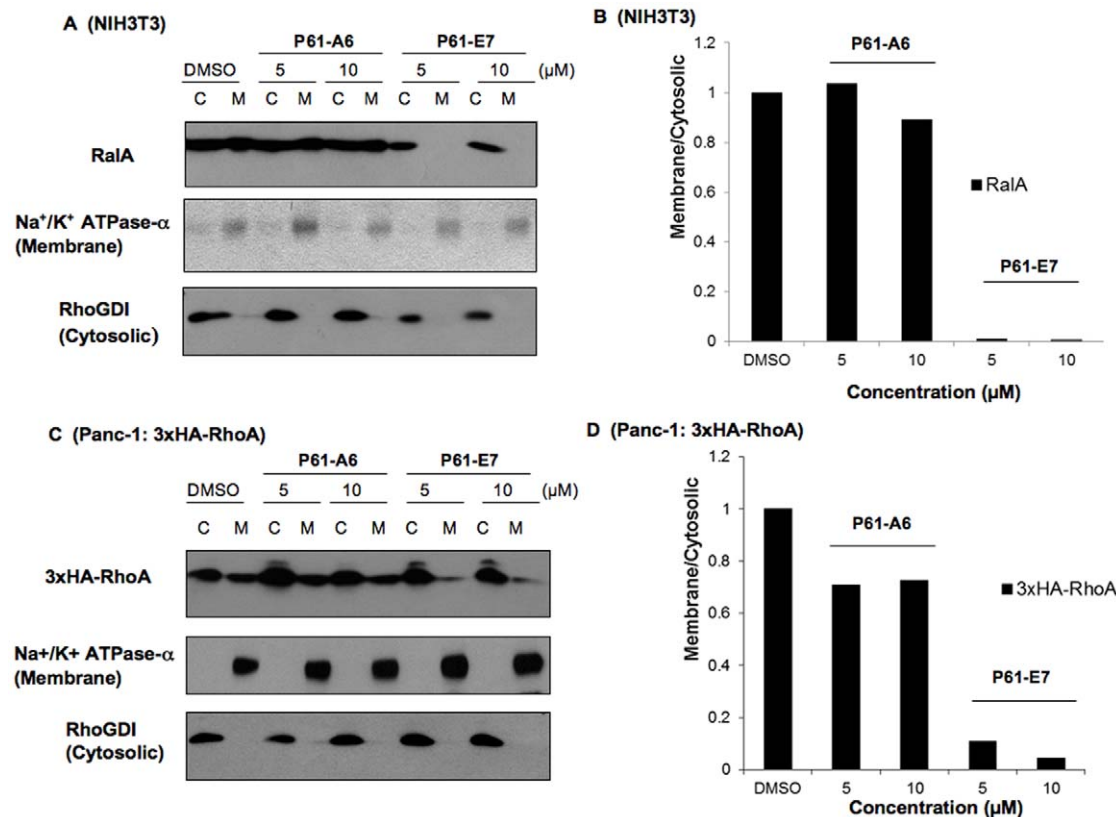 A (NIH3T3)
P61-A6 P61-E7
DMSO 5 10 5 10 (µM)
C M C M C M C M C M
RalA
Na⁺/K⁺ ATPase-α
(Membrane)
RhoGDI
(Cytosolic)
B (NIH3T3)
1.2
1
0.8
0.6
0.4
0.2
0
Membrane/Cytosolic
P61-A6
RalA
P61-E7
DMSO 5 10 5 10
Concentration (µM)
C (Panc-1: 3xHA-RhoA)
P61-A6 P61-E7
DMSO 5 10 5 10 (µM)
C M C M C M C M C M
3xHA-RhoA
Na+/K+ ATPase-α
(Membrane)
RhoGDI
(Cytosolic)
D (Panc-1: 3xHA-RhoA)
1.2
1
0.8
0.6
0.4
0.2
0
Membrane/Cytosolic
P61-A6
3xHA-RhoA
P61-E7
DMSO 5 10 5 10
Concentration (µM)